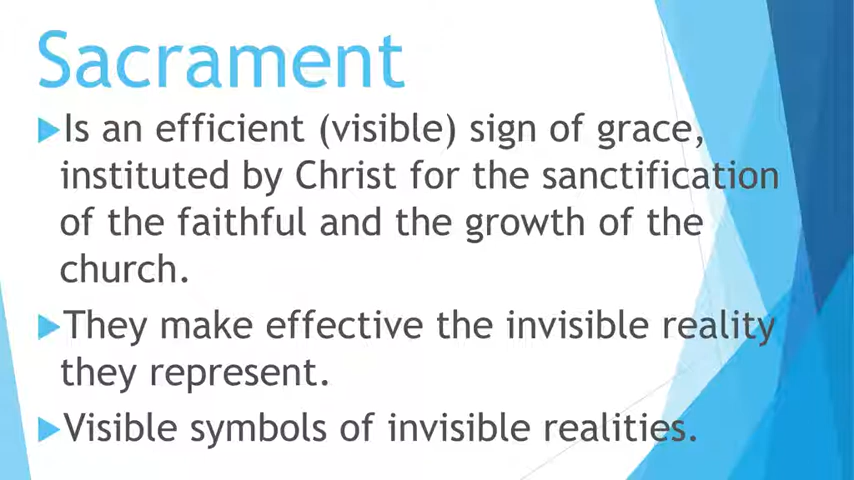 Sacrament
Is an efficient (visible) sign of grace,
instituted by Christ for the sanctification
of the faithful and the growth of the
church.
They make effective the invisible reality
they represent.
Visible symbols of invisible realities.